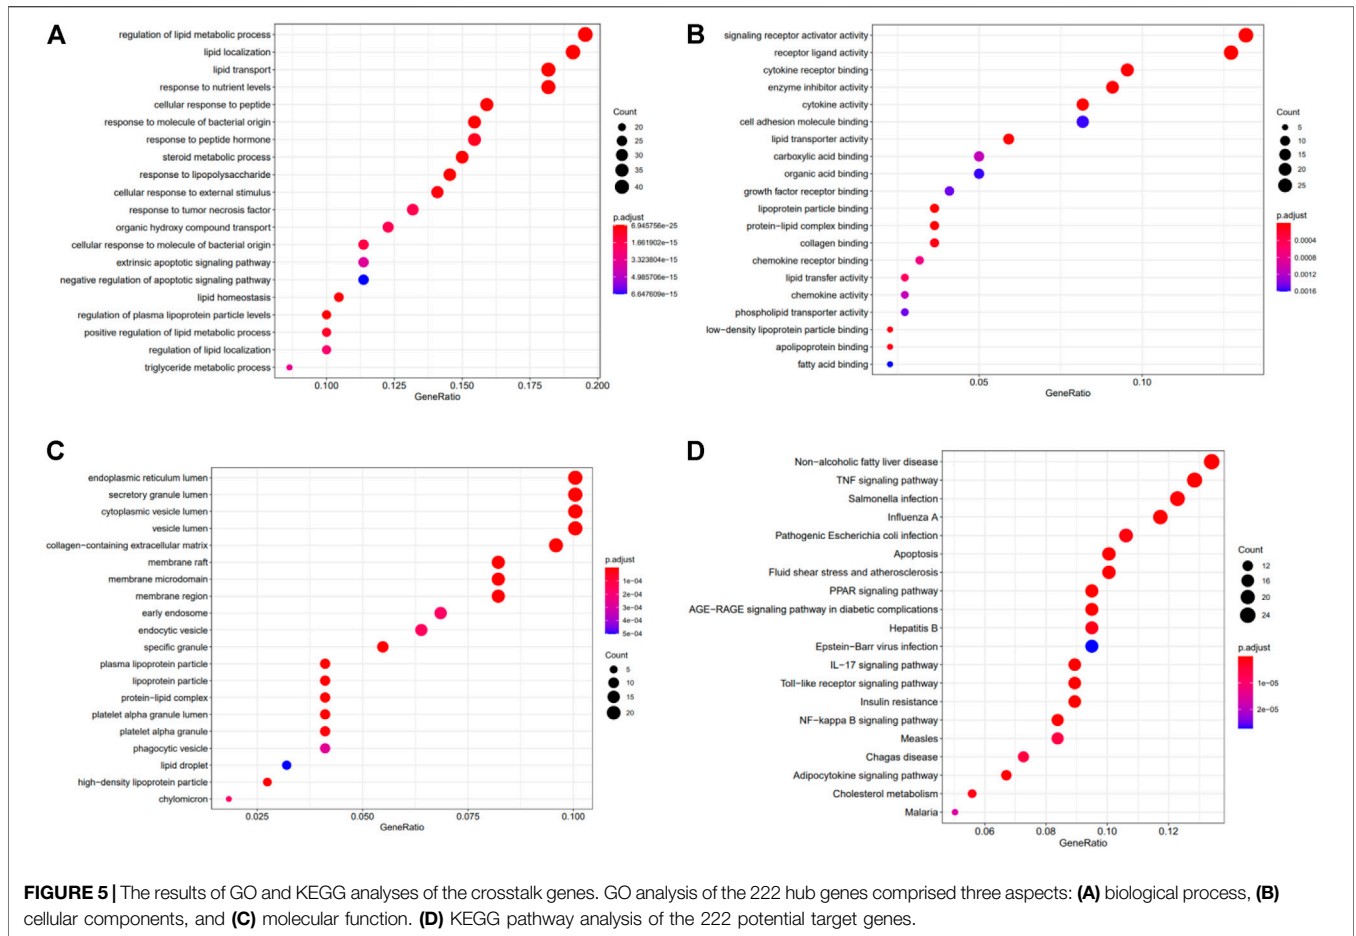 A
regulation of lipid metabolic process
lipid localization
lipid transport
response to nutrient levels
cellular response to peptide
response to molecule of bacterial origin
response to peptide hormone
steroid metabolic process
response to lipopolysaccharide
cellular response to external stimulus
response to tumor necrosis factor
organic hydroxy compound transport
cellular response to molecule of bacterial origin
extrinsic apoptotic signaling pathway
negative regulation of apoptotic signaling pathway
lipid homeostasis
regulation of plasma lipoprotein particle levels
positive regulation of lipid metabolic process
regulation of lipid localization
triglyceride metabolic process
0.100 0.125 0.150 0.175 0.200
GeneRatio
Count
20
25
30
35
40
p.adjust
6.945756e-25
1.661902e-15
3.323804e-15
4.985706e-15
6.647609e-15
B
signaling receptor activator activity
receptor ligand activity
cytokine receptor binding
enzyme inhibitor activity
cytokine activity
cell adhesion molecule binding
lipid transporter activity
carboxylic acid binding
organic acid binding
growth factor receptor binding
lipoprotein particle binding
protein−lipid complex binding
collagen binding
chemokine receptor binding
lipid transfer activity
chemokine activity
phospholipid transporter activity
low−density lipoprotein particle binding
apolipoprotein binding
fatty acid binding
0.05 0.10
GeneRatio
Count
5
10
15
20
25
p.adjust
0.0004
0.0008
0.0012
0.0016
C
endoplasmic reticulum lumen
secretory granule lumen
cytoplasmic vesicle lumen
vesicle lumen
collagen−containing extracellular matrix
membrane raft
membrane microdomain
membrane region
early endosome
endocytic vesicle
specific granule
plasma lipoprotein particle
lipoprotein particle
protein−lipid complex
platelet alpha granule lumen
platelet alpha granule
phagocytic vesicle
lipid droplet
high−density lipoprotein particle
chylomicron
0.025 0.050 0.075 0.100
GeneRatio
p.adjust
1e−04
2e−04
3e−04
4e−04
5e−04
Count
5
10
15
20
D
Non−alcoholic fatty liver disease
TNF signaling pathway
Salmonella infection
Influenza A
Pathogenic Escherichia coli infection
Apoptosis
Fluid shear stress and atherosclerosis
PPAR signaling pathway
AGE−RAGE signaling pathway in diabetic complications
Hepatitis B
Epstein−Barr virus infection
IL−17 signaling pathway
Toll−like receptor signaling pathway
Insulin resistance
NF−kappa B signaling pathway
Measles
Chagas disease
Adipocytokine signaling pathway
Cholesterol metabolism
Malaria
0.06 0.08 0.10 0.12
GeneRatio
Count
12
16
20
24
p.adjust
1e−05
2e−05
FIGURE 5 | The results of GO and KEGG analyses of the crosstalk genes. GO analysis of the 222 hub genes comprised three aspects: (A) biological process, (B)
cellular components, and (C) molecular function. (D) KEGG pathway analysis of the 222 potential target genes.